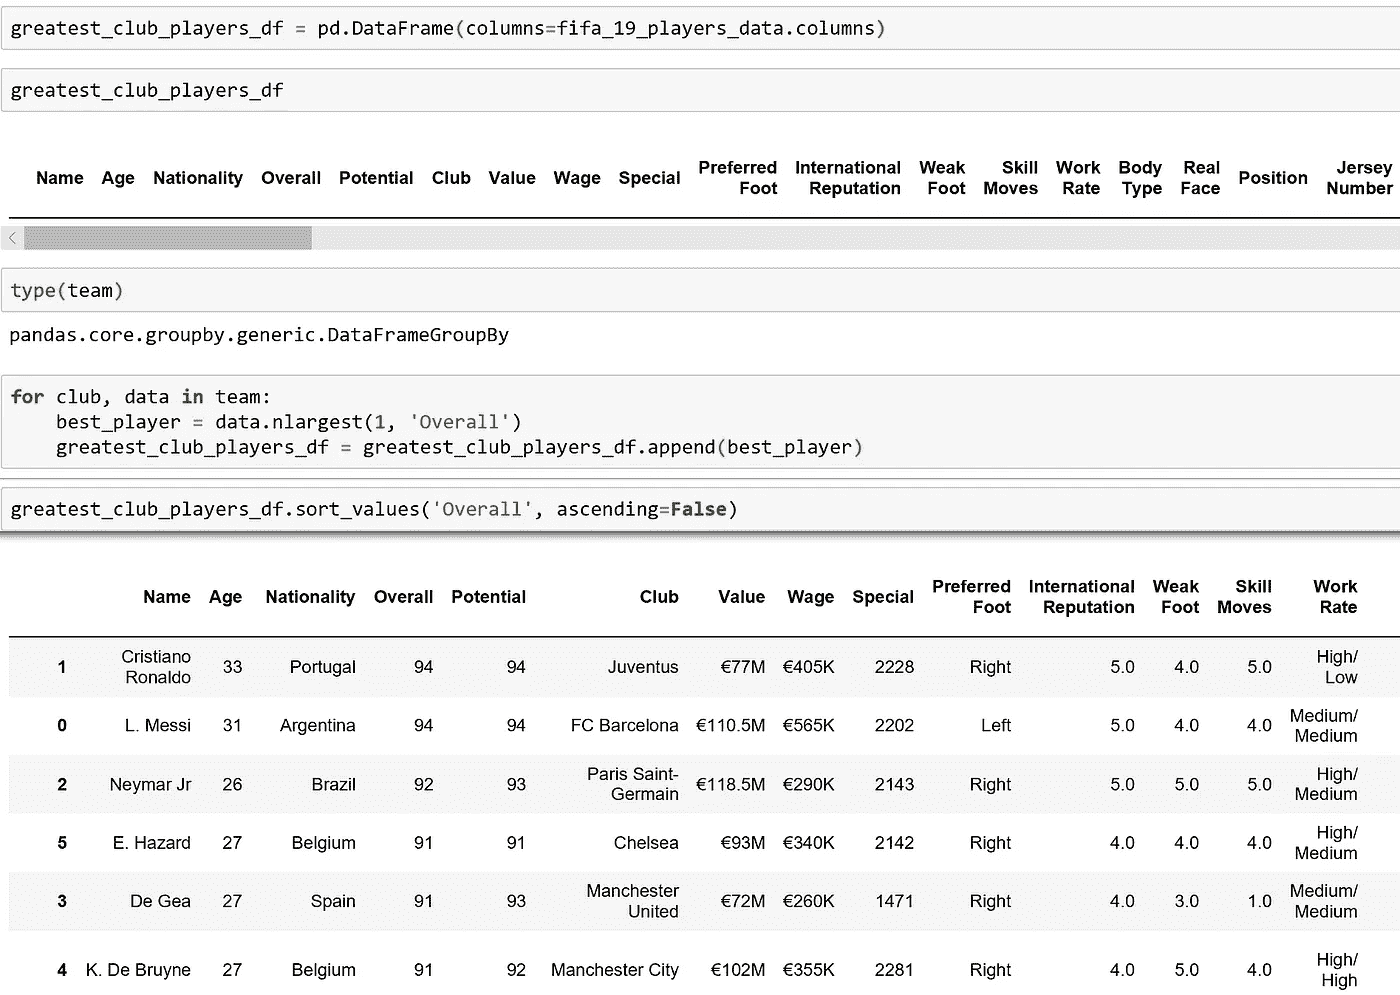 greatest_club_players_df = pd.DataFrame(columns=fifa_19_players_data.columns)
greatest_club_players_df
Name Age Nationality Overall Potential Club Value Wage Special Preferred Foot International Reputation Weak Foot Skill Moves Work Rate Body Type Real Face Position Jersey Number
type(team)
pandas.core.groupby.generic.DataFrameGroupBy
for club, data in team:
    best_player = data.nlargest(1, 'Overall')
    greatest_club_players_df = greatest_club_players_df.append(best_player)
greatest_club_players_df.sort_values('Overall', ascending=False)
Name Age Nationality Overall Potential Club Value Wage Special Preferred Foot International Reputation Weak Foot Skill Moves Work Rate
1 Cristiano Ronaldo 33 Portugal 94 94 Juventus €77M €405K 2228 Right 5.0 4.0 5.0 High/ Low
0 L. Messi 31 Argentina 94 94 FC Barcelona €110.5M €565K 2202 Left 5.0 4.0 4.0 Medium/ Medium
2 Neymar Jr 26 Brazil 92 93 Paris Saint-Germain €118.5M €290K 2143 Right 5.0 5.0 5.0 High/ Medium
5 E. Hazard 27 Belgium 91 91 Chelsea €93M €340K 2142 Right 4.0 4.0 4.0 High/ Medium
3 De Gea 27 Spain 91 93 Manchester United €72M €260K 1471 Right 4.0 3.0 1.0 Medium/ Medium
4 K. De Bruyne 27 Belgium 91 92 Manchester City €102M €355K 2281 Right 4.0 5.0 4.0 High/ High